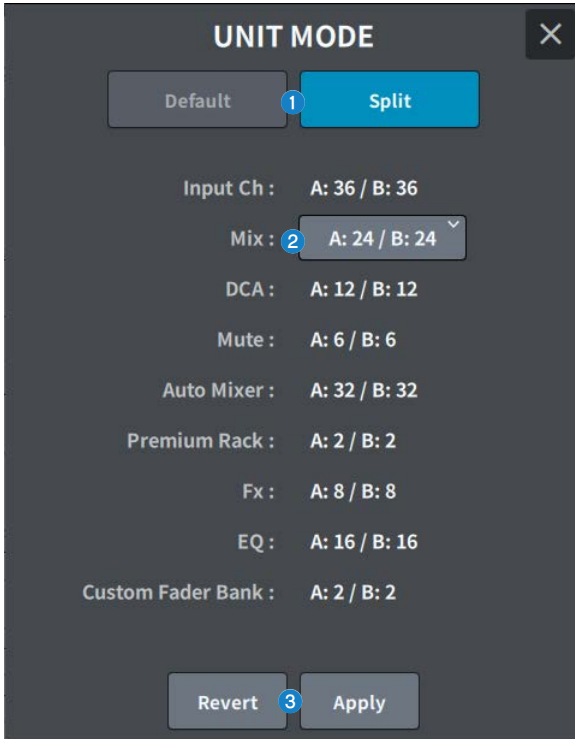 UNIT MODE
Default 1 Split
Input Ch : A: 36 / B: 36
Mix : 2 A: 24 / B: 24
DCA : A: 12 / B: 12
Mute : A: 6 / B: 6
Auto Mixer : A: 32 / B: 32
Premium Rack : A: 2 / B: 2
Fx : A: 8 / B: 8
EQ : A: 16 / B: 16
Custom Fader Bank : A: 2 / B: 2
Revert 3 Apply